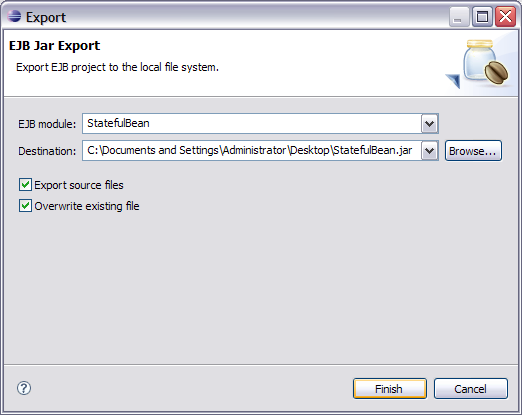 Export
EJB Jar Export
Export EJB project to the local file system.
EJB module: StatefulBean
Destination: C:\Documents and Settings\Administrator\Desktop\StatefulBean.jar Browse...
Export source files
Overwrite existing file
? Finish Cancel